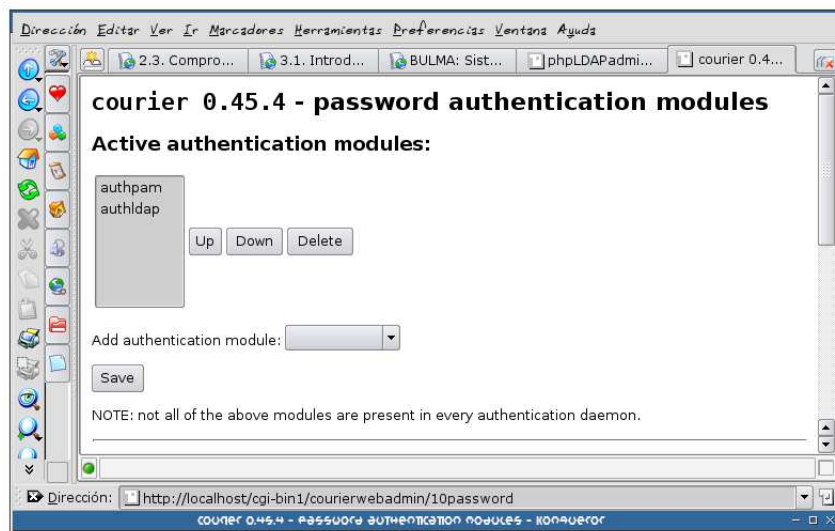 Dirección Editar Ver Ir Marcadores Herramientas Preferencias Ventana Ayuda
2.3. Compro... 3.1. Introd... BULMA: Sist... phpLDAPadmi... courier 0.4...
courier 0.45.4 - password authentication modules
Active authentication modules:
authpam
authldap
Up Down Delete
Add authentication module:
Save
NOTE: not all of the above modules are present in every authentication daemon.
Dirección: http://localhost/cgi-bin1/courierwebadmin/10password
courier 0.45.4 - password authentication modules - Konqueror